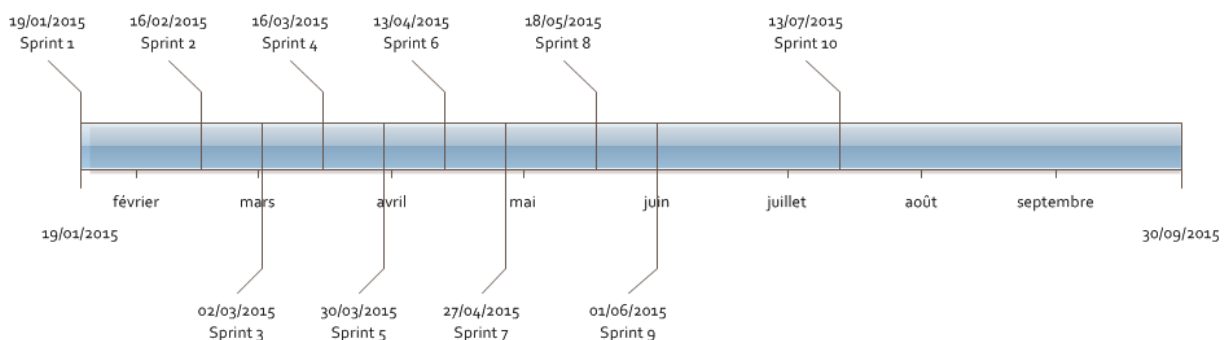 19/01/2015
Sprint 1
16/02/2015
Sprint 2
16/03/2015
Sprint 4
13/04/2015
Sprint 6
18/05/2015
Sprint 8
13/07/2015
Sprint 10
février
mars
avril
mai
juin
juillet
août
septembre
19/01/2015
30/09/2015
02/03/2015
Sprint 3
30/03/2015
Sprint 5
27/04/2015
Sprint 7
01/06/2015
Sprint 9